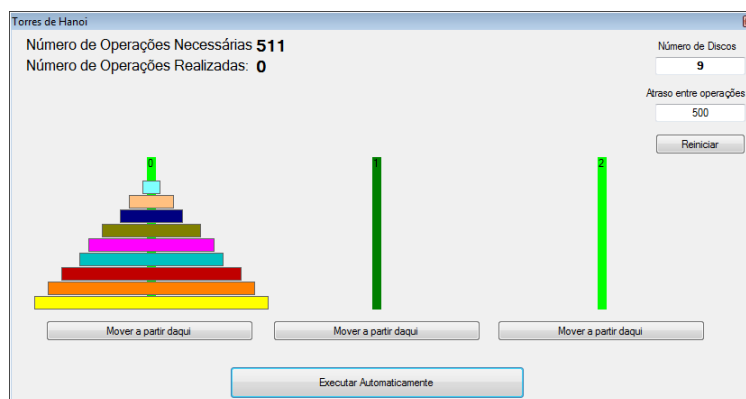 Torres de Hanoi
Número de Operações Necessárias 511
Número de Operações Realizadas: 0
Número de Discos
9
Atraso entre operações
500
Reiniciar
0
1
2
Mover a partir daqui
Mover a partir daqui
Mover a partir daqui
Executar Automaticamente